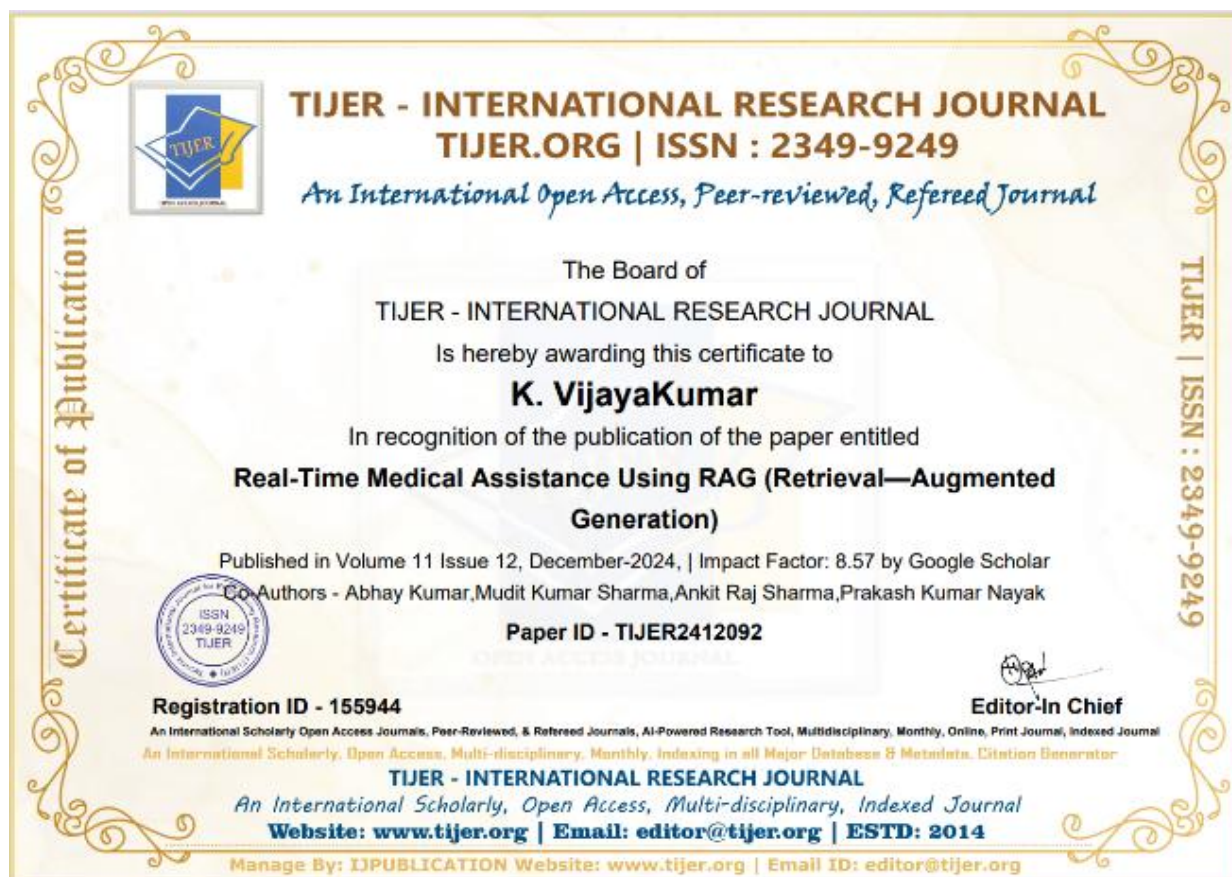 TIJER
OPEN ACCESS JOURNAL
TIJER - INTERNATIONAL RESEARCH JOURNAL
TIJER.ORG | ISSN : 2349-9249
An International Open Access, Peer-reviewed, Refereed Journal
Certificate of Publication
TIJER | ISSN : 2349-9249
The Board of
TIJER - INTERNATIONAL RESEARCH JOURNAL
Is hereby awarding this certificate to
K. VijayaKumar
In recognition of the publication of the paper entitled
Real-Time Medical Assistance Using RAG (Retrieval—Augmented
Generation)
Published in Volume 11 Issue 12, December-2024, | Impact Factor: 8.57 by Google Scholar
Co-Authors - Abhay Kumar,Mudit Kumar Sharma,Ankit Raj Sharma,Prakash Kumar Nayak
ISSN
2349-9249
TIJER
Paper ID - TIJER2412092
OPEN ACCESS JOURNAL
Registration ID - 155944
Editor-In Chief
An International Scholarly Open Access Journals, Peer-Reviewed, & Refereed Journals, AI-Powered Research Tool, Multidisciplinary, Monthly, Online, Print Journal, Indexed Journal
An International Scholarly, Open Access, Multi-disciplinary, Monthly, Indexing in all Major Database & Metadata, Citation Generator
TIJER - INTERNATIONAL RESEARCH JOURNAL
An International Scholarly, Open Access, Multi-disciplinary, Indexed Journal
Website: www.tijer.org | Email: editor@tijer.org | ESTD: 2014
Manage By: IJPUBLICATION Website: www.tijer.org | Email ID: editor@tijer.org